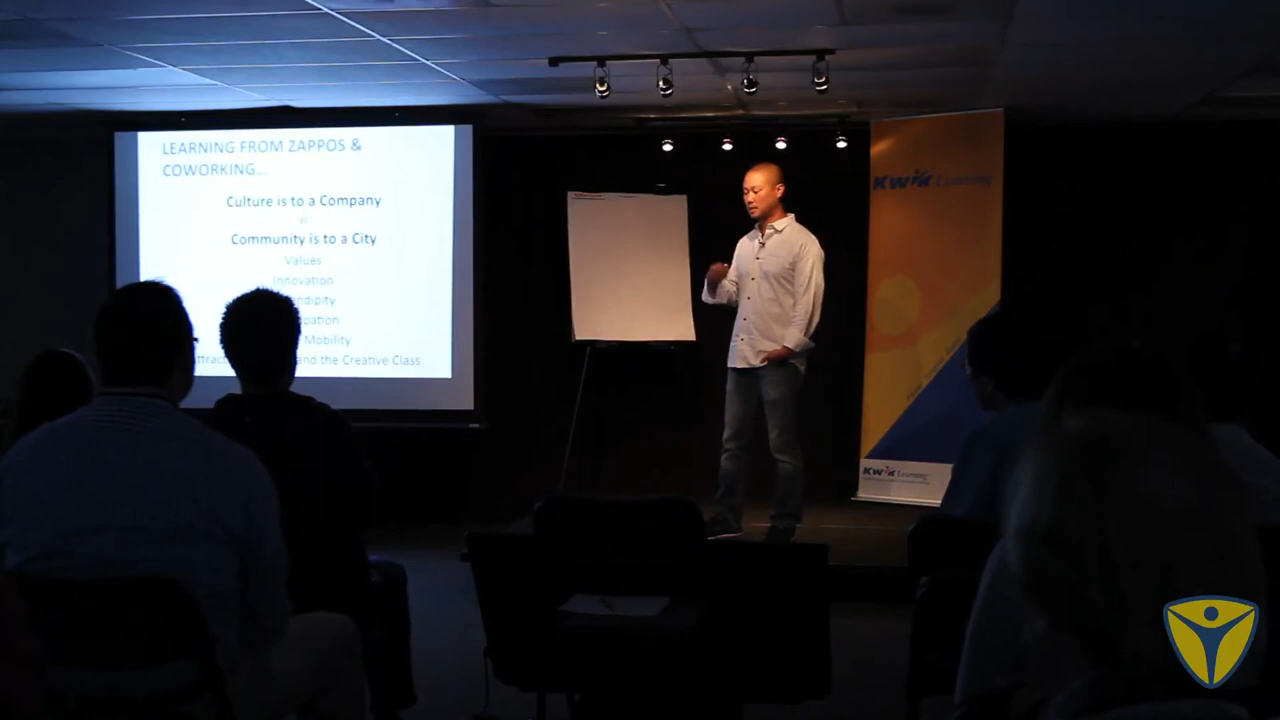 LEARNING FROM ZAPPOS &
COWORKING...
Culture is to a Company
as
Community is to a City
Values
Innovation
Mobility
and the Creative Class
KwiK Learning
KwiK Learning